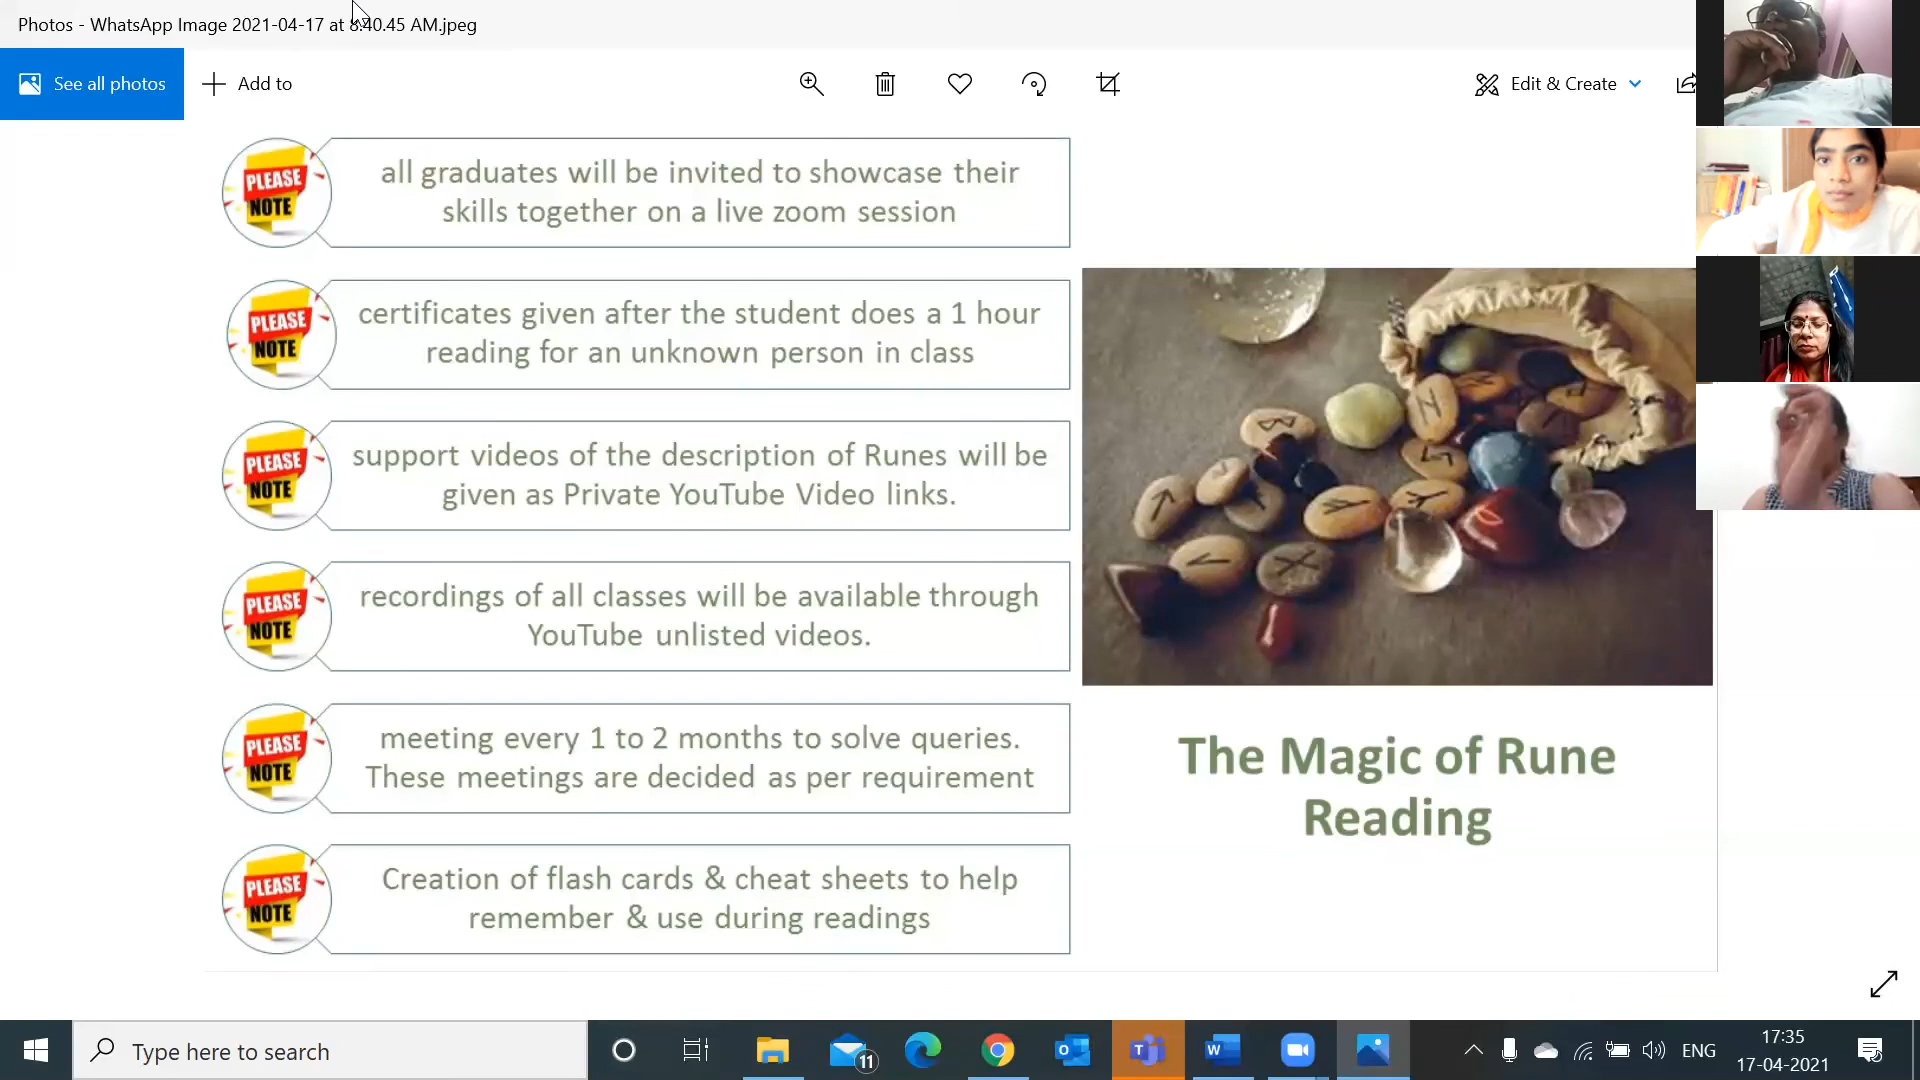 Photos - WhatsApp Image 2021-04-17 at 8.40.45 AM.jpeg
See all photos
Add to
Edit & Create
PLEASE
NOTE
all graduates will be invited to showcase their
skills together on a live zoom session
PLEASE
NOTE
certificates given after the student does a 1 hour
reading for an unknown person in class
PLEASE
NOTE
support videos of the description of Runes will be
given as Private YouTube Video links.
PLEASE
NOTE
recordings of all classes will be available through
YouTube unlisted videos.
PLEASE
NOTE
meeting every 1 to 2 months to solve queries.
These meetings are decided as per requirement
PLEASE
NOTE
Creation of flash cards & cheat sheets to help
remember & use during readings
The Magic of Rune
Reading
Type here to search
11
ENG
17:35
17-04-2021